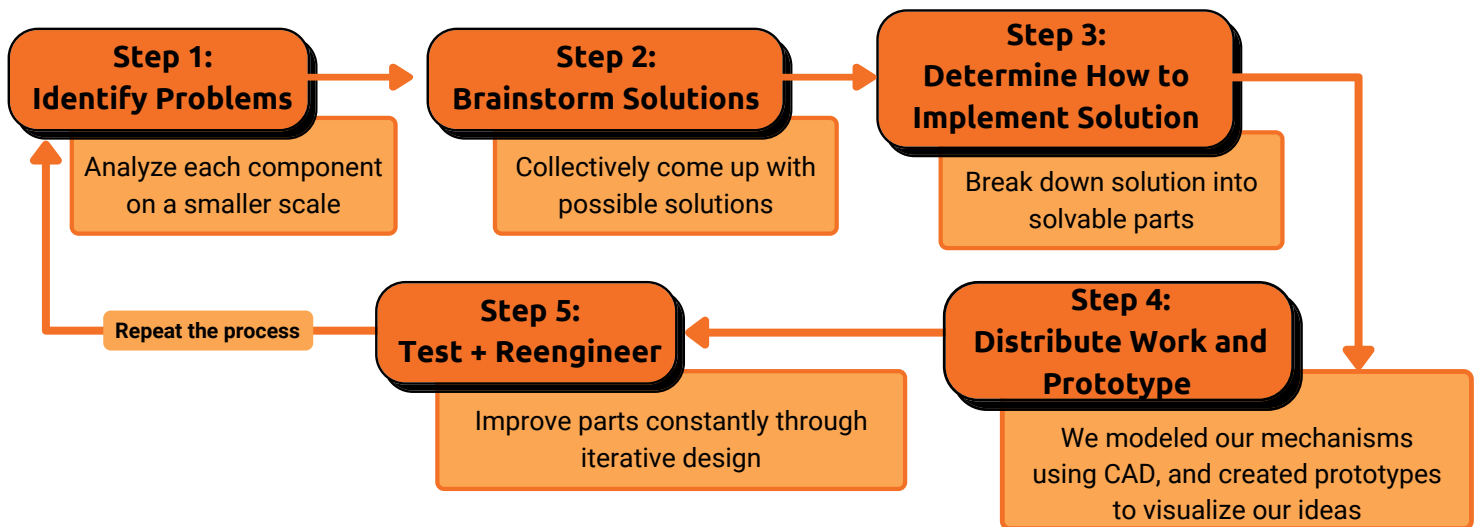 Step 1:
Identify Problems
Analyze each component
on a smaller scale
Step 2:
Brainstorm Solutions
Collectively come up with
possible solutions
Step 3:
Determine How to
Implement Solution
Break down solution into
solvable parts
Step 4:
Distribute Work and
Prototype
We modeled our mechanisms
using CAD, and created prototypes
to visualize our ideas
Step 5:
Test + Reengineer
Improve parts constantly through
iterative design
Repeat the process